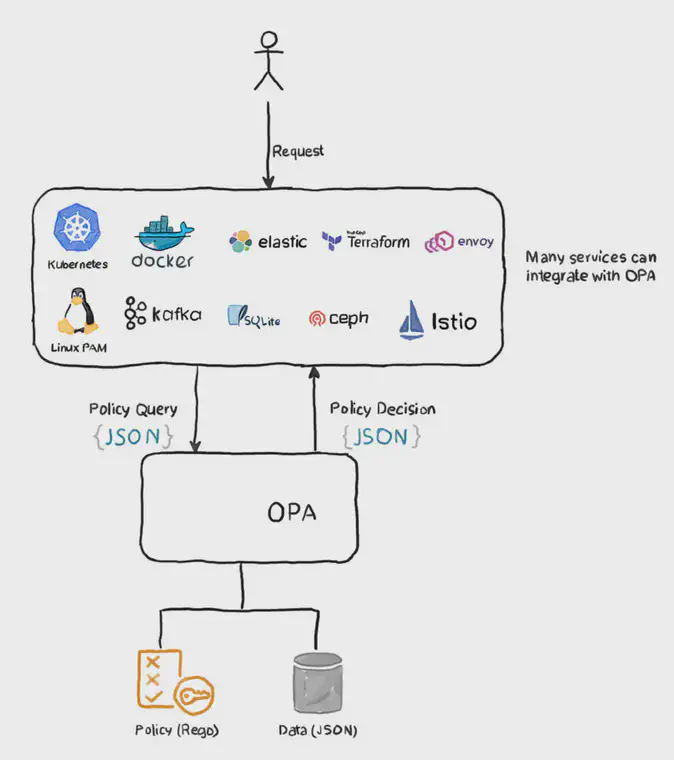 Request
docker
elastic
HashiCorp
Terraform
envoy
Kubernetes
Many services can
integrate with OPA
Linux PAM
kafka
SQLite
ceph
Istio
Policy Query
{JSON}
Policy Decision
{JSON}
OPA
Policy (Rego)
Data (JSON)